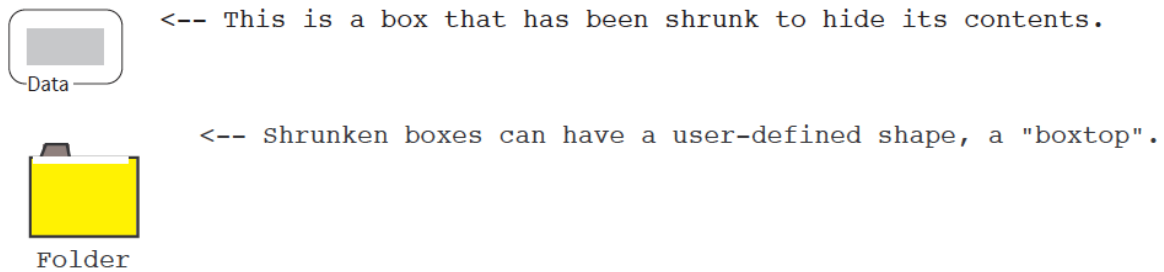 <-- This is a box that has been shrunk to hide its contents.
Data
<-- Shrunken boxes can have a user-defined shape, a "boxtop".
Folder